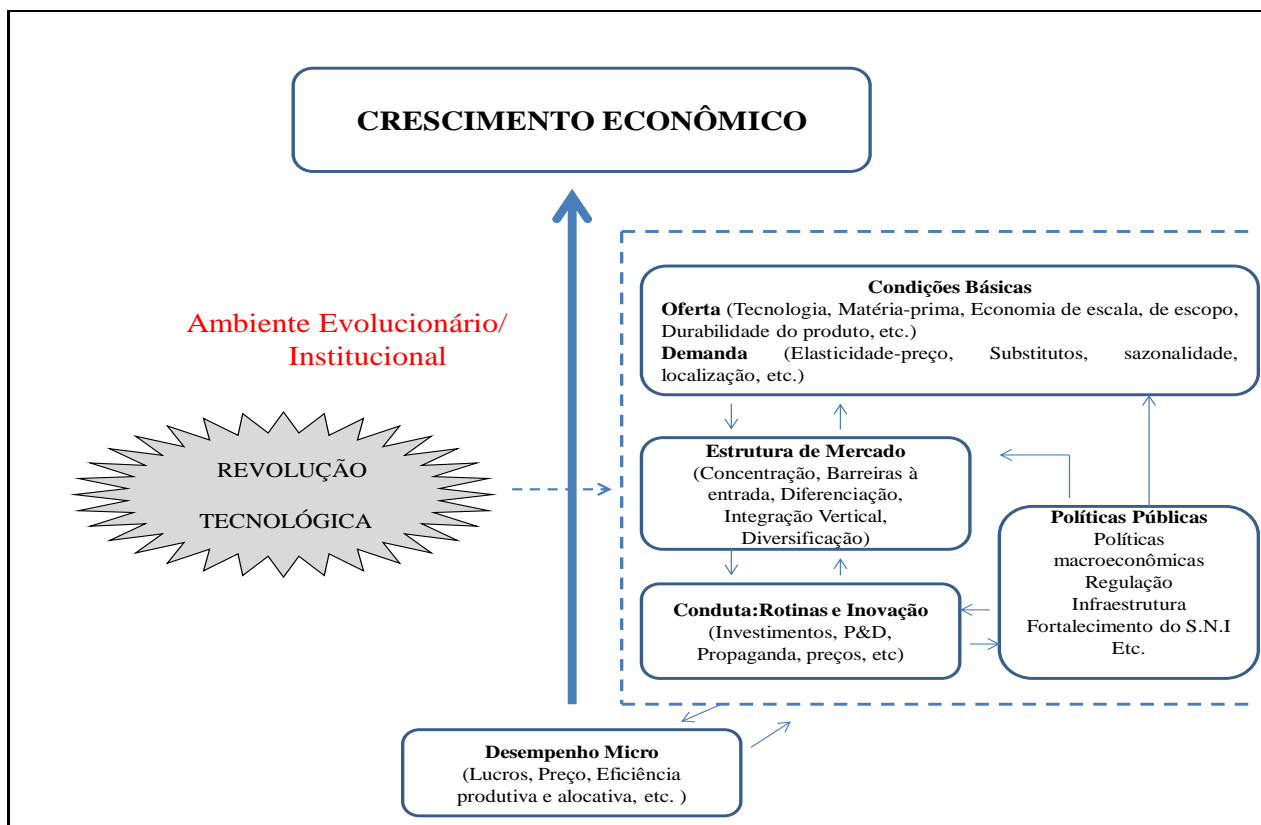 CRESCIMENTO ECONÔMICO
Condições Básicas
Oferta (Tecnologia, Matéria-prima, Economia de escala, de escopo,
Durabilidade do produto, etc.)
Demanda (Elasticidade-preço, Substitutos, sazonalidade,
localização, etc.)
Ambiente Evolucionário/
Institucional
REVOLUÇÃO
TECNOLÓGICA
Estrutura de Mercado
(Concentração, Barreiras à
entrada, Diferenciação,
Integração Vertical,
Diversificação)
Políticas Públicas
Políticas
macroeconômicas
Regulação
Infraestrutura
Fortalecimento do S.N.I
Etc.
Conduta:Rotinas e Inovação
(Investimentos, P&D,
Propaganda, preços, etc)
Desempenho Micro
(Lucros, Preço, Eficiência
produtiva e alocativa, etc. )